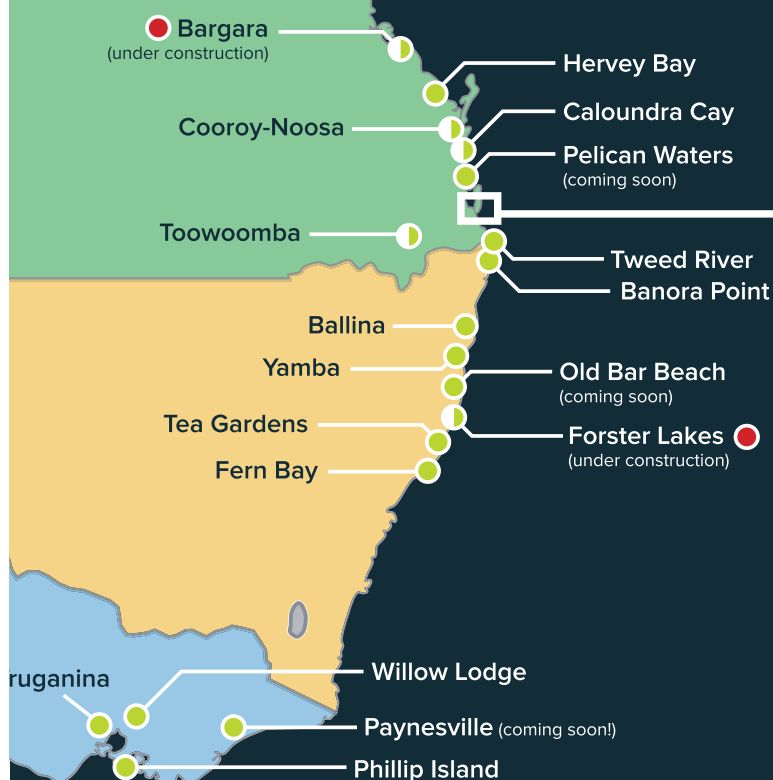 Bargara
(under construction)
Hervey Bay
Caloundra Cay
Cooroy-Noosa
Pelican Waters
(coming soon)
Toowoomba
Tweed River
Banora Point
Ballina
Yamba
Old Bar Beach
(coming soon)
Tea Gardens
Forster Lakes
(under construction)
Fern Bay
Willow Lodge
ruganina
Paynesville (coming soon!)
Phillip Island